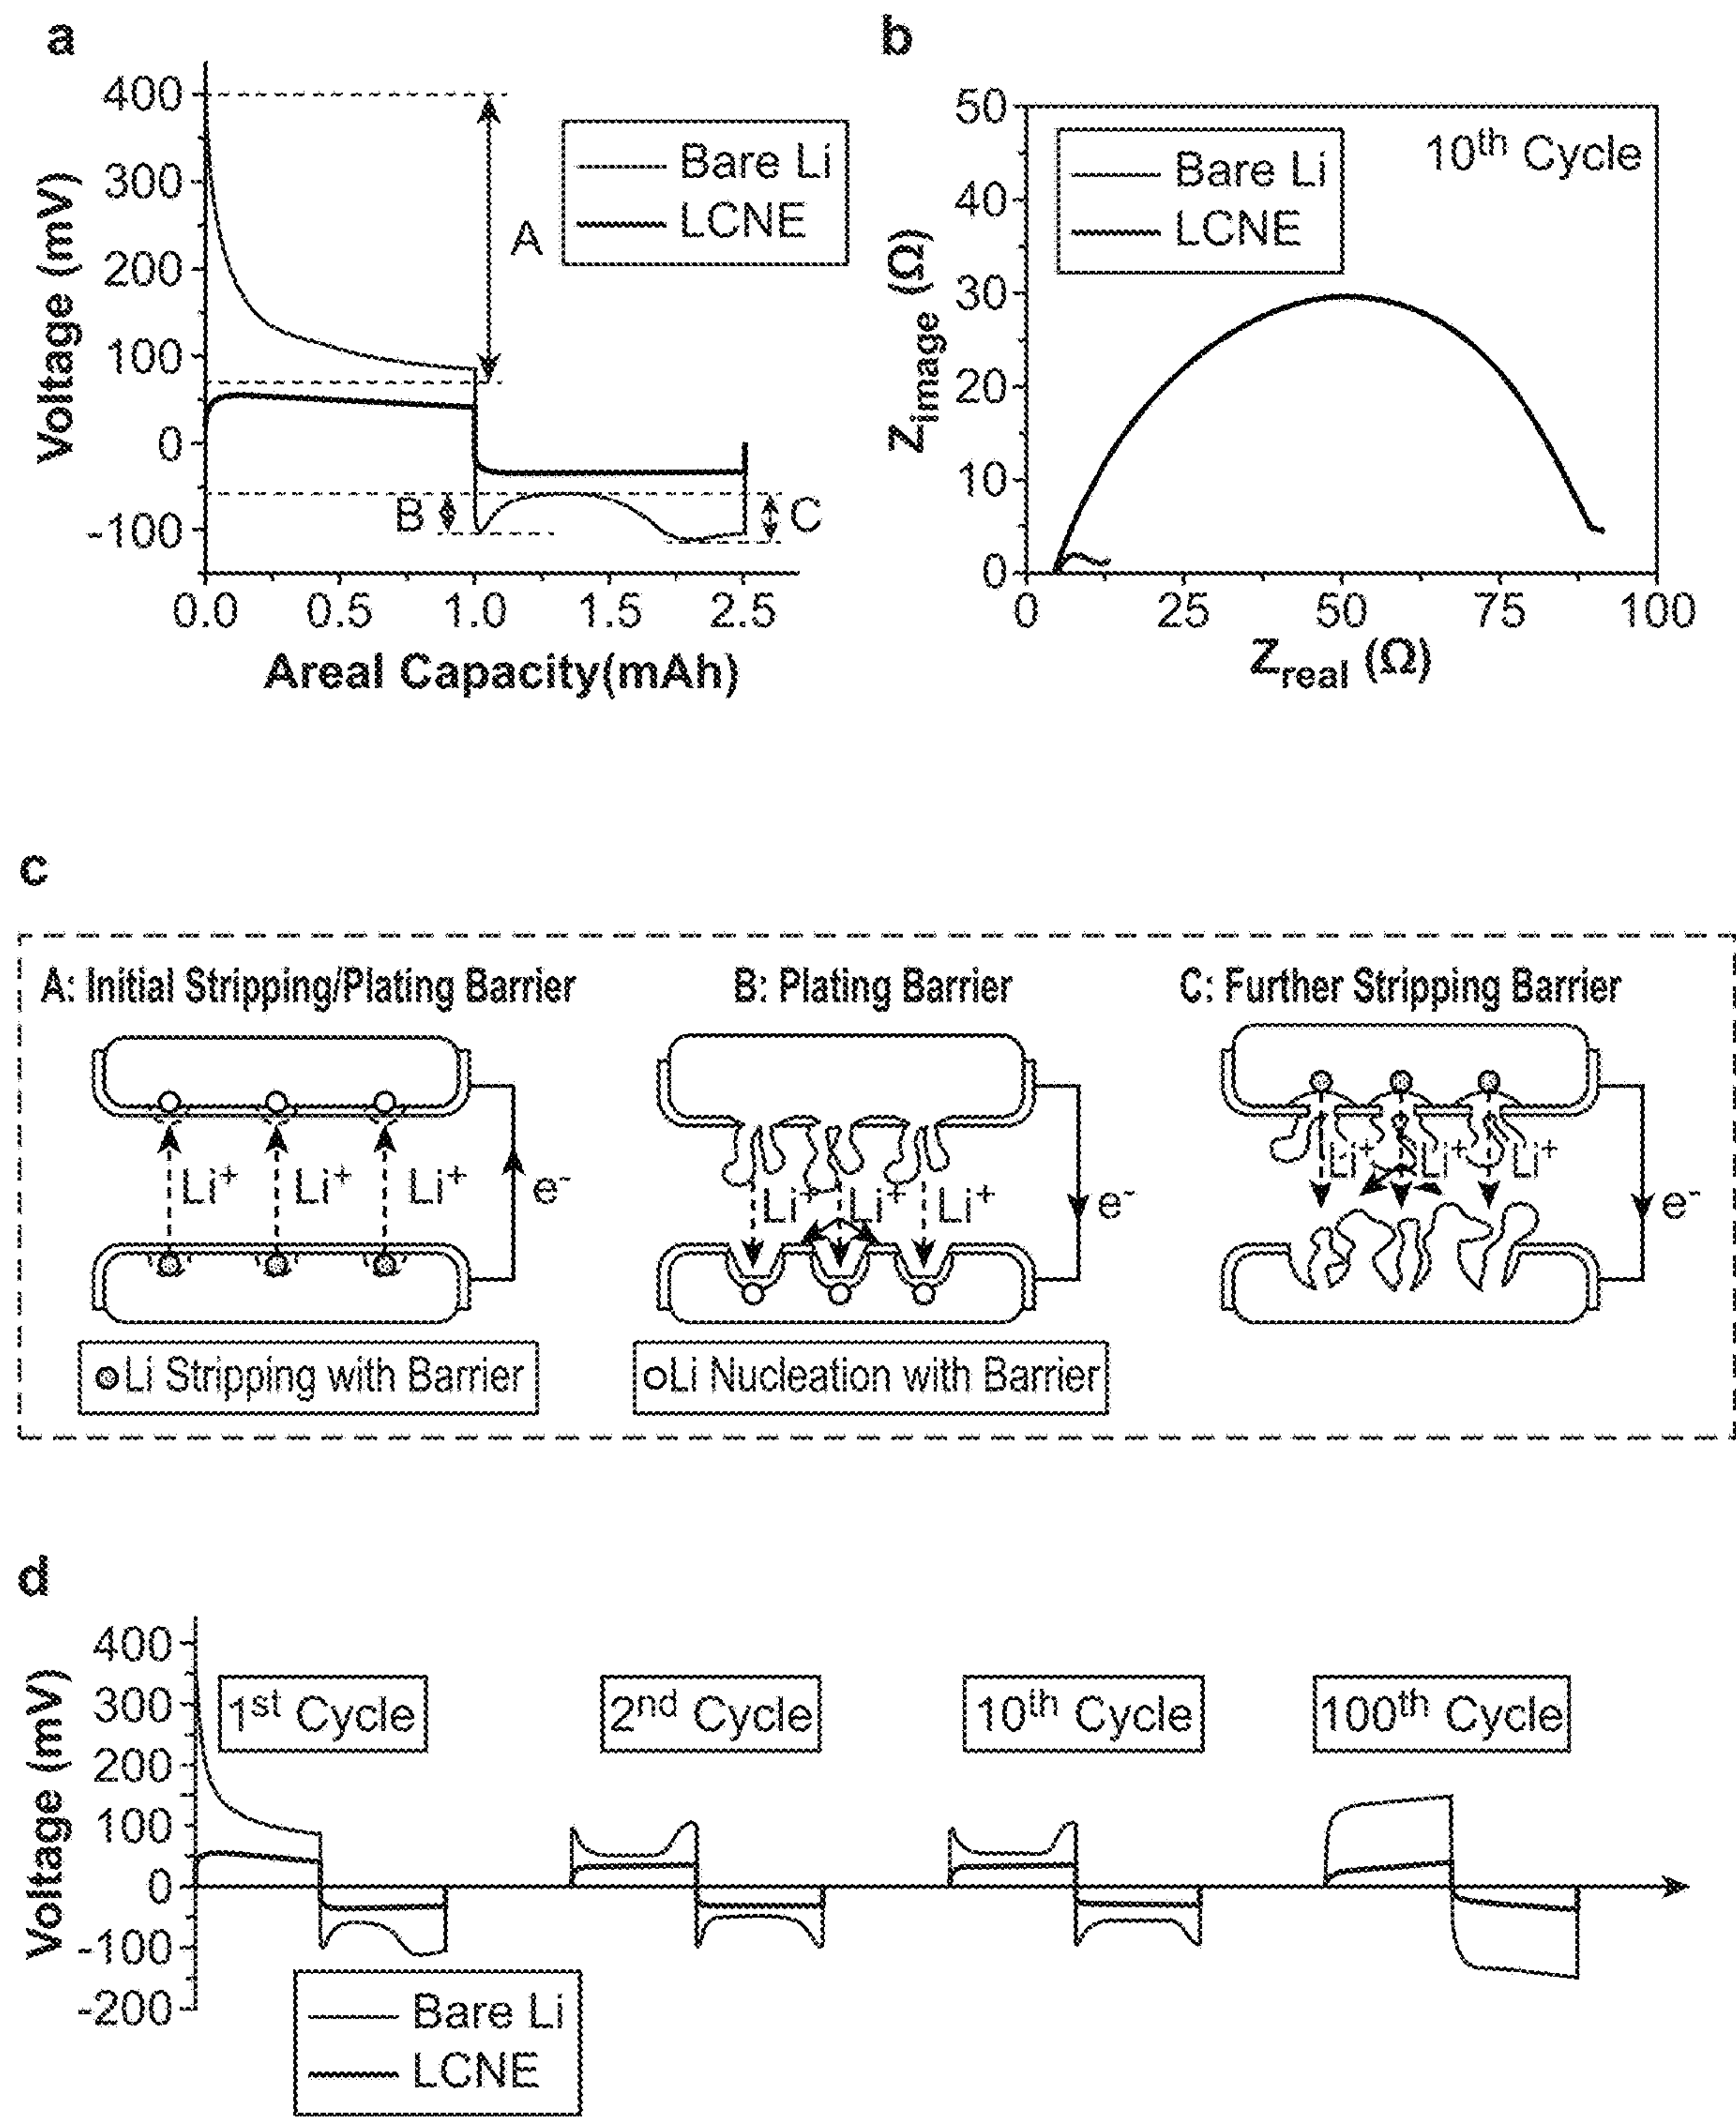 a
400
300
200
100
0
-100
Voltage (mV)
0.0 0.5 1.0 1.5 2.5
Areal Capacity(mAh)
Bare Li
LCNE
A
B
C
b
50
40
30
20
10
0
Zimage (Ω)
0 25 50 75 100
Zreal (Ω)
Bare Li
LCNE
10th Cycle
c
A: Initial Stripping/Plating Barrier
B: Plating Barrier
C: Further Stripping Barrier
Li+ Li+ Li+ e-
Li+ Li+ Li+ e-
Li+ Li+ Li+ e-
Li Stripping with Barrier
Li Nucleation with Barrier
d
400
300
200
100
0
-100
-200
Voltage (mV)
1st Cycle
2nd Cycle
10th Cycle
100th Cycle
Bare Li
LCNE